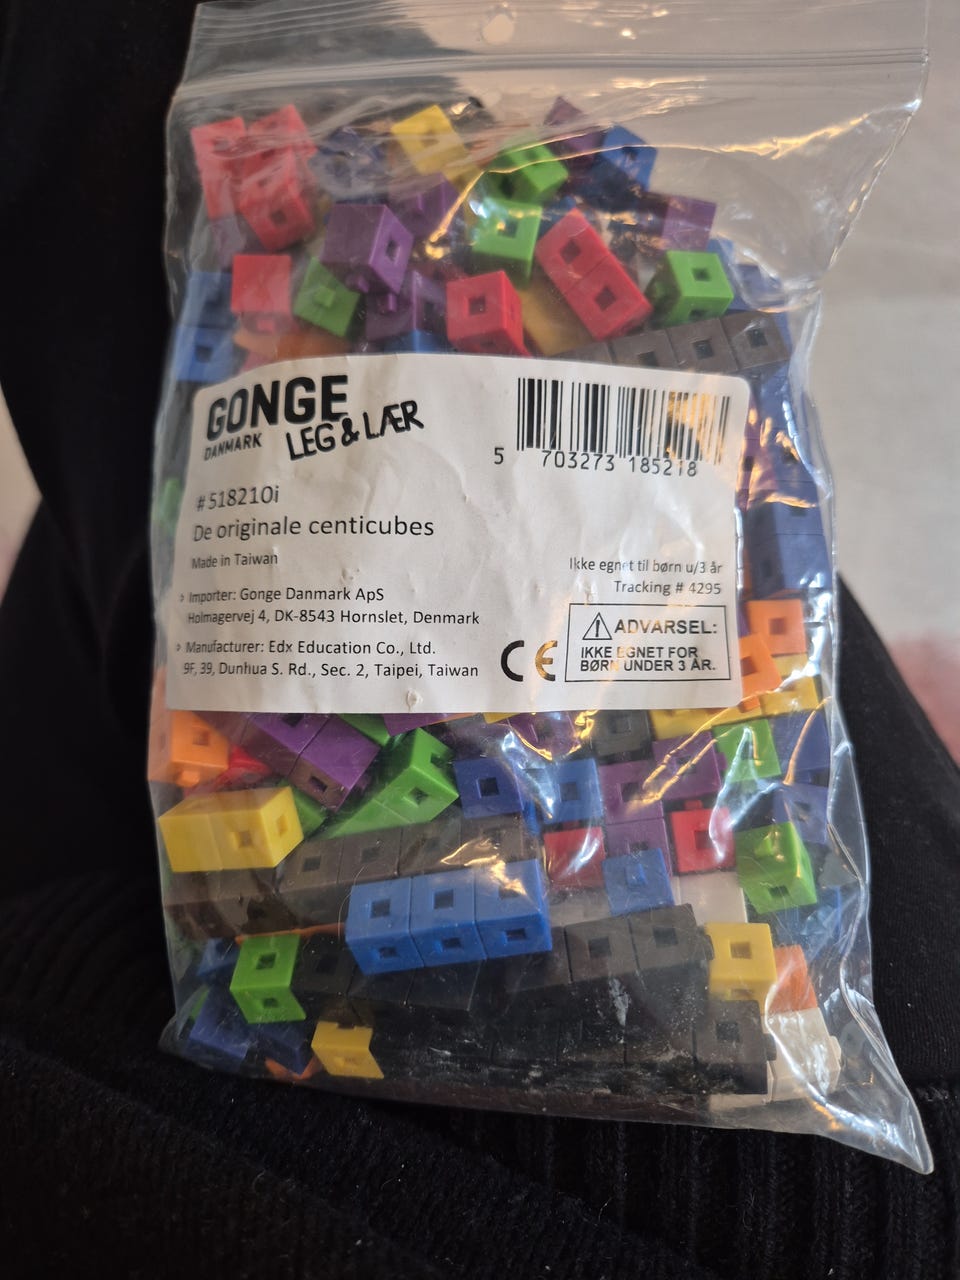 GONGE
DANMARK LEG & LÆR
5 703273 185218
#518210i
De originale centicubes
Made in Taiwan
Ikke egnet til børn u/3 år
Tracking # 4295
Importer: Gonge Danmark ApS
Holmagervej 4, DK-8543 Hornslet, Denmark
Manufacturer: Edx Education Co., Ltd.
9F, 39, Dunhua S. Rd., Sec. 2, Taipei, Taiwan
CE
ADVARSEL:
IKKE EGNET FOR
BØRN UNDER 3 ÅR.